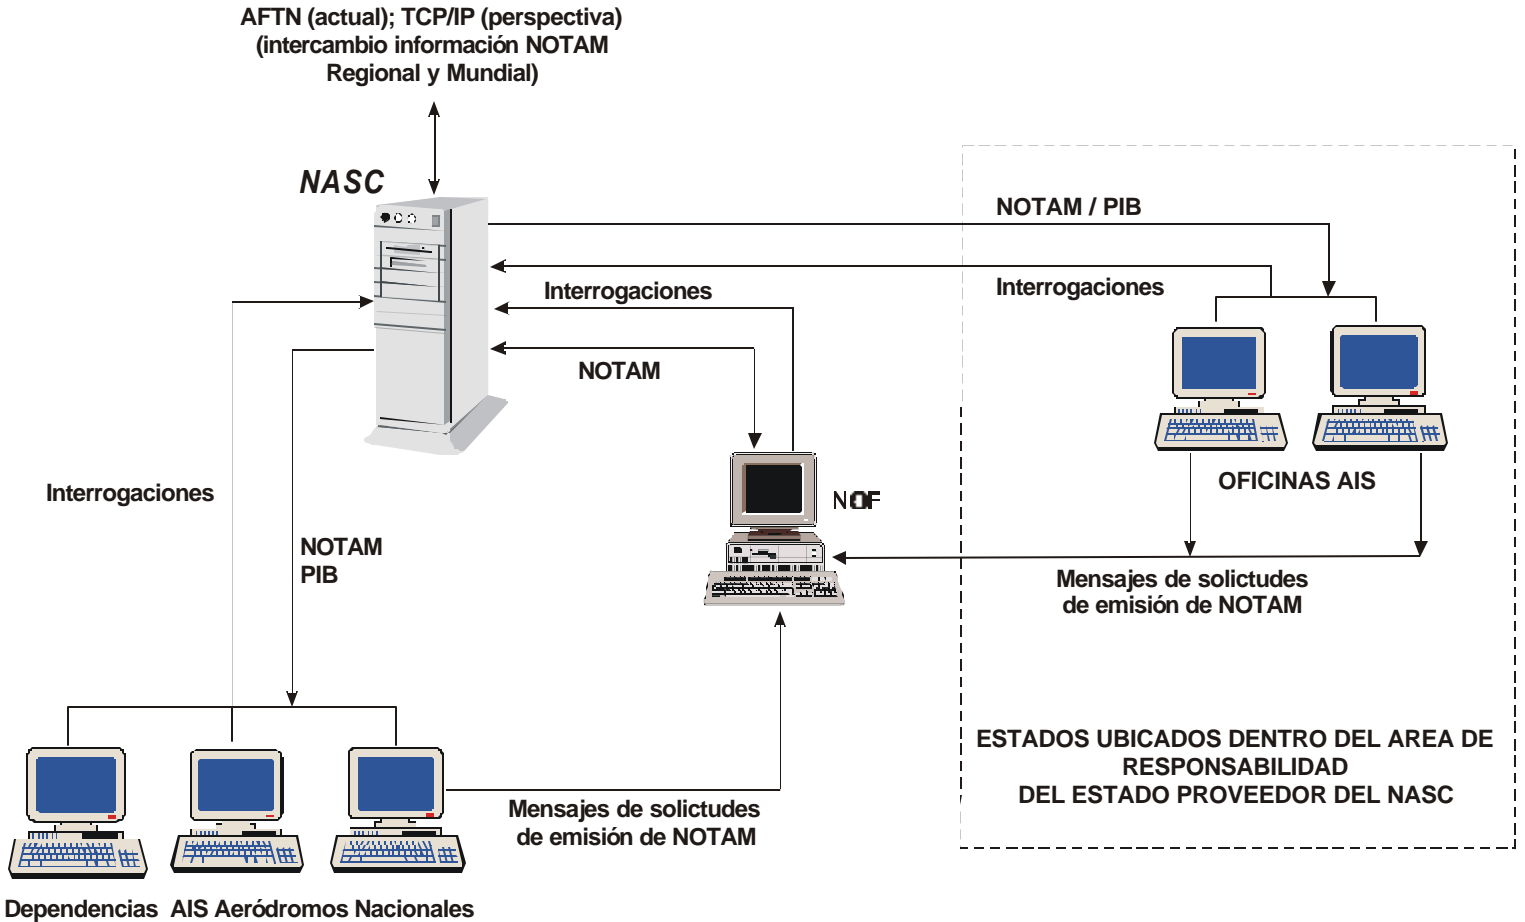 AFTN (actual); TCP/IP (perspectiva)
(intercambio información NOTAM
Regional y Mundial)
NASC
NOTAM / PIB
Interrogaciones
Interrogaciones
NOTAM
Interrogaciones
NOTAM
PIB
NOF
OFICINAS AIS
Mensajes de solictudes
de emisión de NOTAM
ESTADOS UBICADOS DENTRO DEL AREA DE
RESPONSABILIDAD
DEL ESTADO PROVEEDOR DEL NASC
Mensajes de solictudes
de emisión de NOTAM
Dependencias AIS Aeródromos Nacionales